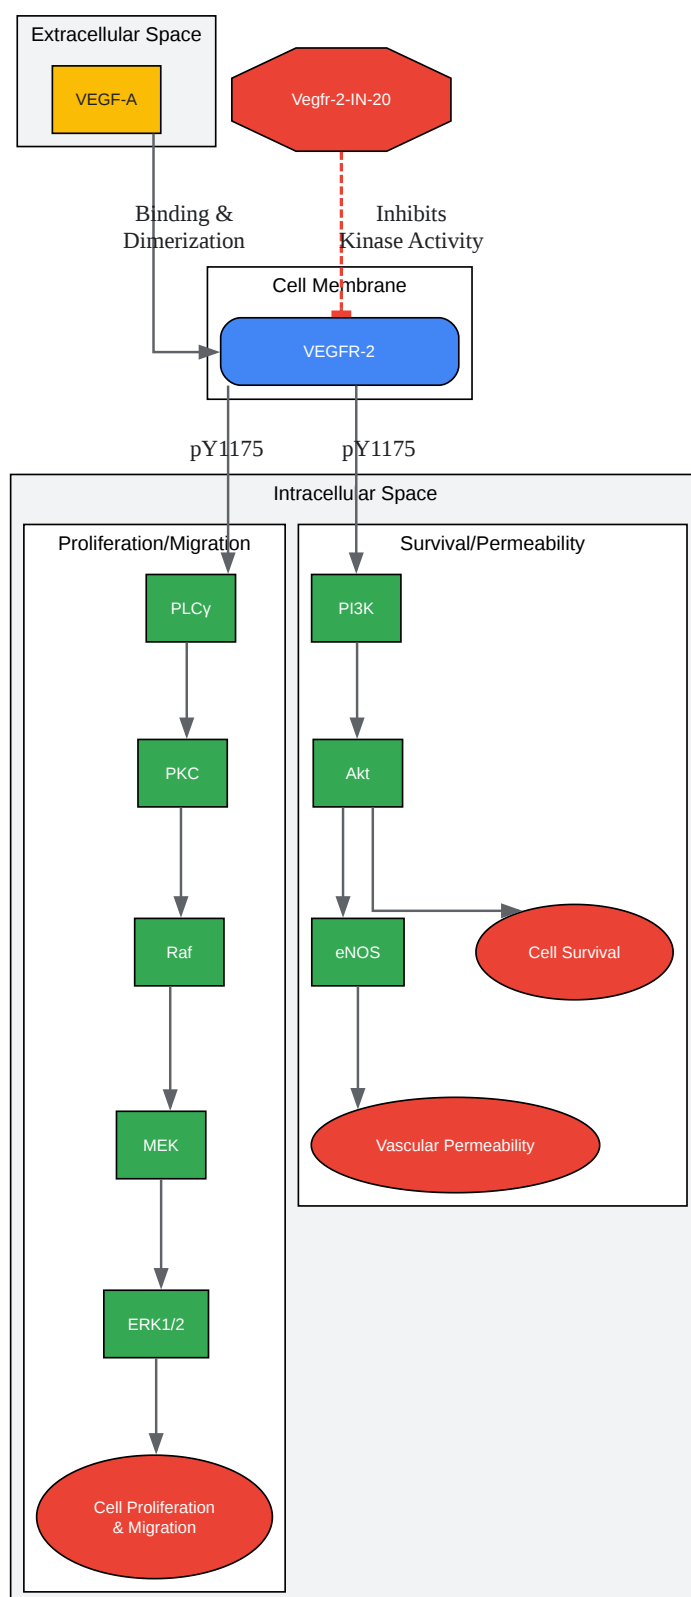 Extracellular Space
VEGF-A
Vegfr-2-IN-20
Binding &
Dimerization
Inhibits
Kinase Activity
Cell Membrane
VEGFR-2
pY1175
pY1175
Intracellular Space
Proliferation/Migration
PLCγ
PKC
Raf
MEK
ERK1/2
Cell Proliferation
& Migration
Survival/Permeability
PI3K
Akt
eNOS
Cell Survival
Vascular Permeability